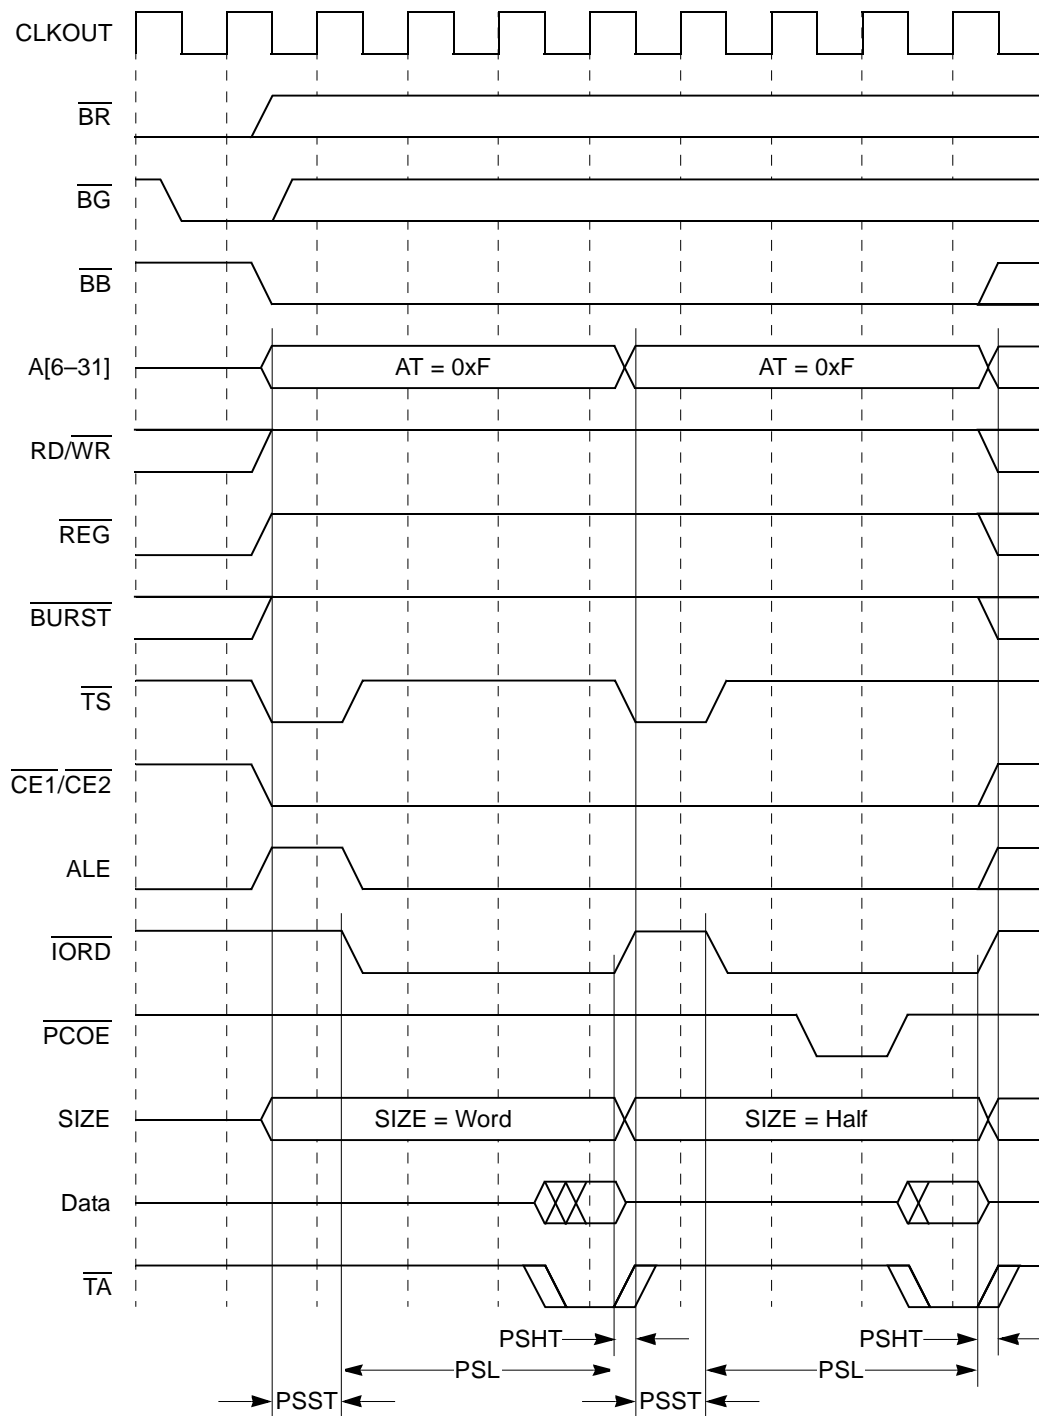 CLKOUT
BR
BG
BB
A[6–31] AT = 0xF AT = 0xF
RD/WR
REG
BURST
TS
CE1/CE2
ALE
IORD
PCOE
SIZE SIZE = Word SIZE = Half
Data
TA
PSHT PSHT
PSL PSL
PSST PSST